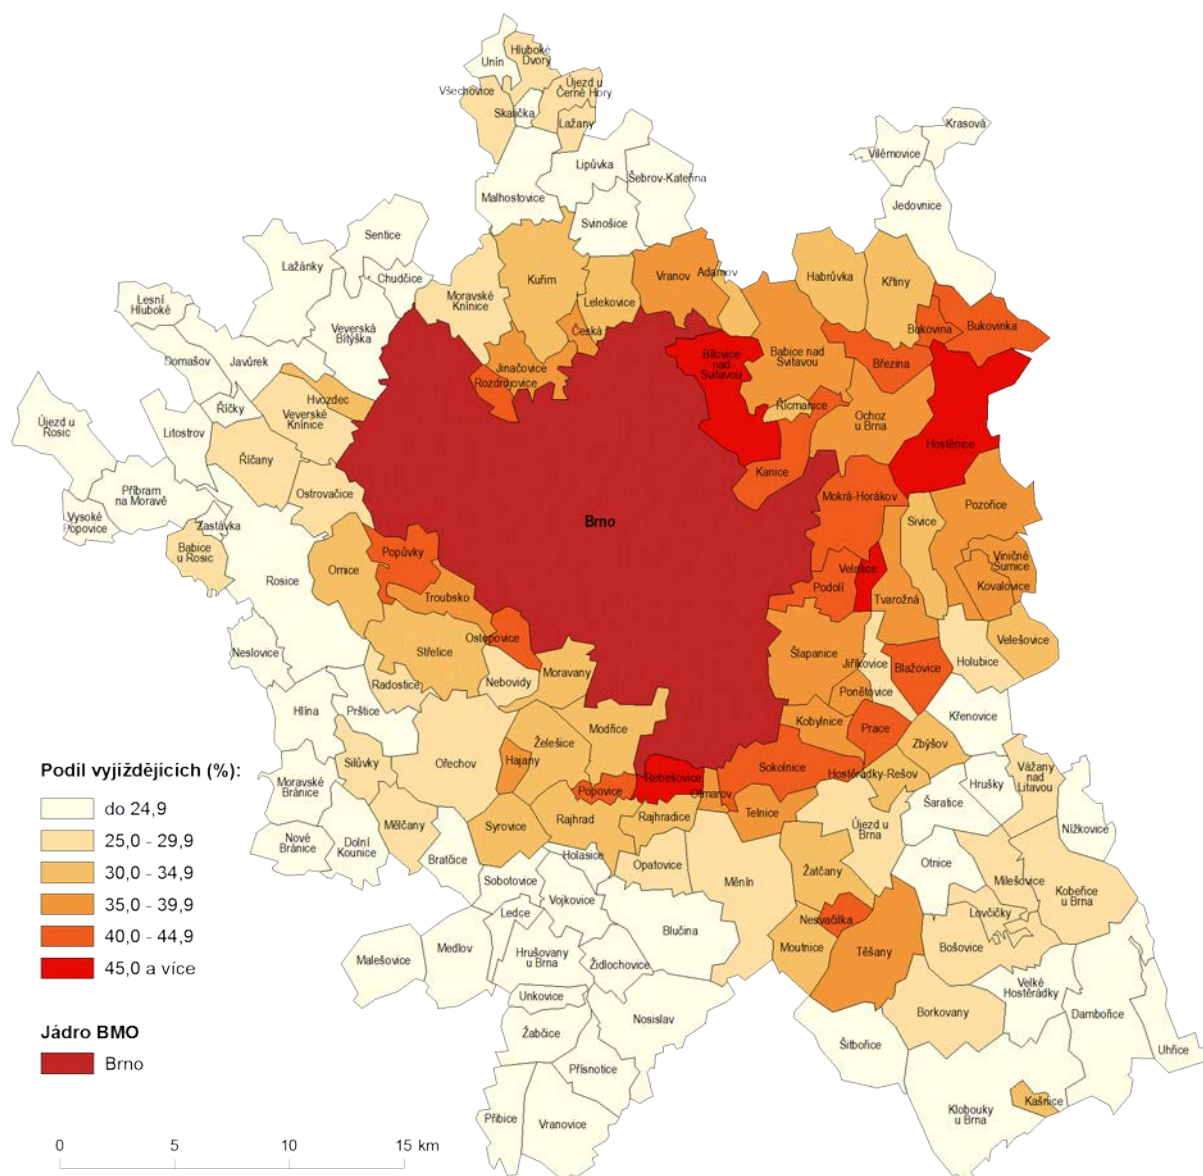 Unín
Hluboké
Dvory
Všechovice
Újezd u
Černé Hory
Skalička
Lažany
Krasová
Vilémovice
Lipůvka
Šebrov-Kateřina
Malhostovice
Jedovnice
Svinošice
Sentice
Lažánky
Chudčice
Kuřim
Vranov
Adamov
Habrůvka
Křtiny
Moravské
Knínice
Lelekovice
Lesní
Hluboké
Veverská
Bítýška
Česká
Bukovina
Bukovinka
Domašov
Javůrek
Jinačovice
Rozdrojovice
Bílovice
nad
Svitavou
Babice nad
Svitavou
Březina
Hvozdec
Říčky
Veverské
Knínice
Řícmanice
Ochoz
u Brna
Újezd u
Rosic
Litostrov
Říčany
Hostěnice
Kanice
Příbram
na Moravě
Ostrovačice
Mokrá-Horákov
Pozořice
Sivice
Brno
Vysoké
Popovice
Zastávka
Babice
u Rosic
Popůvky
Viničné
Šumice
Omice
Rosice
Velatice
Podolí
Kovalovice
Troubsko
Tvarožná
Neslovice
Ostopovice
Střelice
Šlapanice
Jiříkovice
Holubice
Velešovice
Blažovice
Moravany
Nebovidy
Radostice
Ponětovice
Hlína
Prštice
Křenovice
Kobylnice
Prace
Modřice
Želešice
Zbýšov
Ořechov
Silůvky
Hajany
Sokolnice
Hostěrádky-Rešov
Vážany
nad
Litavou
Podíl vyjíždějících (%):
Moravské
Bránice
Rebešovice
Popovice
Otmarov
Hrušky
Šaratice
do 24,9
Telnice
Rajhradice
Rajhrad
Syrovice
Mělčany
Nížkovice
Újezd u
Brna
25,0 - 29,9
Nové
Bránice
Dolní
Kounice
Bratčice
Holasice
Opatovice
Otnice
30,0 - 34,9
Měnín
Žatčany
Sobotovice
Milešovice
Kobeřice
u Brna
35,0 - 39,9
Vojkovice
Ledce
Nesvačilka
Lovčičky
40,0 - 44,9
Blučina
Moutnice
Medlov
Hrušovany
u Brna
Bošovice
Těšany
Malešovice
Židlochovice
45,0 a více
Velké
Hostěrádky
Unkovice
Nosislav
Borkovany
Dambořice
Jádro BMO
Žabčice
Šitbořice
Uhřice
Brno
Přísnotice
Kašnice
Klobouky
u Brna
Přibice
Vranovice
0 5 10 15 km